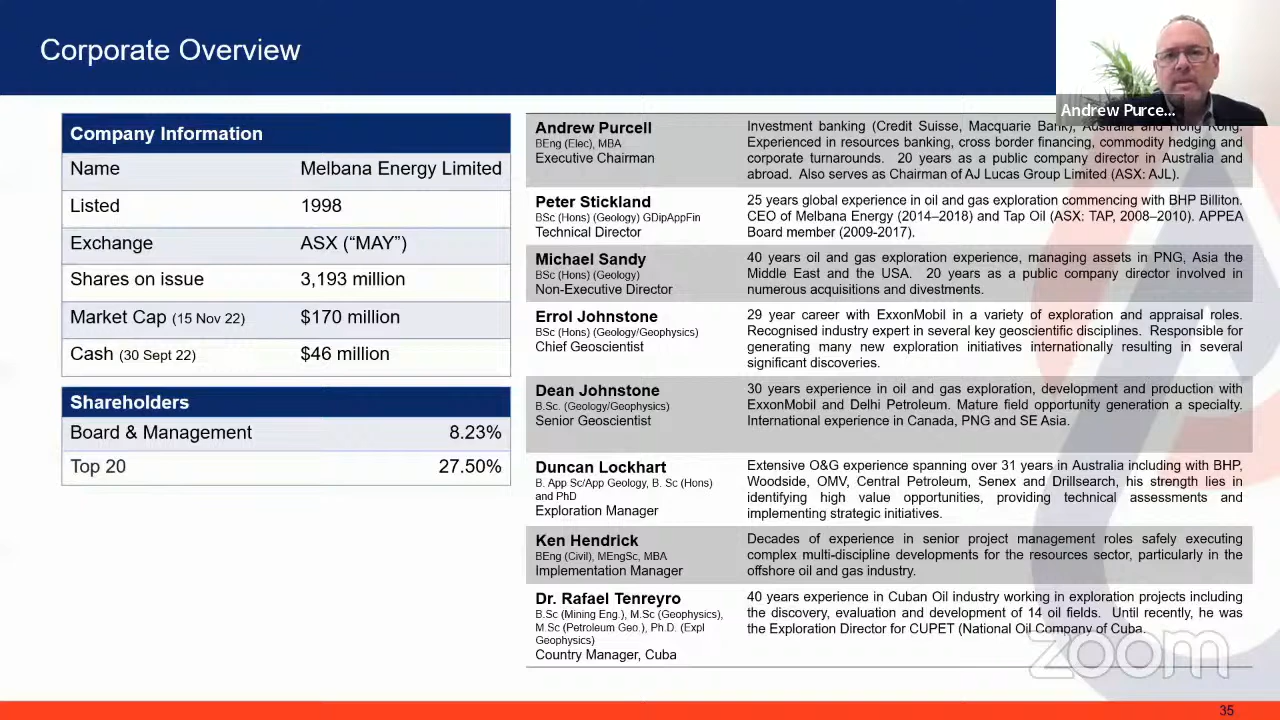 Corporate Overview
Andrew Purce...
Company Information
Name Melbana Energy Limited
Listed 1998
Exchange ASX (“MAY”)
Shares on issue 3,193 million
Market Cap (15 Nov 22) $170 million
Cash (30 Sept 22) $46 million
Shareholders
Board & Management 8.23%
Top 20 27.50%
Andrew Purcell
BEng (Elec), MBA
Executive Chairman
Investment banking (Credit Suisse, Macquarie Bank), Australia and Hong Kong.
Experienced in resources banking, cross border financing, commodity hedging and
corporate turnarounds. 20 years as a public company director in Australia and
abroad. Also serves as Chairman of AJ Lucas Group Limited (ASX: AJL).
Peter Stickland
BSc (Hons) (Geology) GDipAppFin
Technical Director
25 years global experience in oil and gas exploration commencing with BHP Billiton.
CEO of Melbana Energy (2014–2018) and Tap Oil (ASX: TAP, 2008–2010). APPEA
Board member (2009-2017).
Michael Sandy
BSc (Hons) (Geology)
Non-Executive Director
40 years oil and gas exploration experience, managing assets in PNG, Asia the
Middle East and the USA. 20 years as a public company director involved in
numerous acquisitions and divestments.
Errol Johnstone
BSc (Hons) (Geology/Geophysics)
Chief Geoscientist
29 year career with ExxonMobil in a variety of exploration and appraisal roles.
Recognised industry expert in several key geoscientific disciplines. Responsible for
generating many new exploration initiatives internationally resulting in several
significant discoveries.
Dean Johnstone
B.Sc. (Geology/Geophysics)
Senior Geoscientist
30 years experience in oil and gas exploration, development and production with
ExxonMobil and Delhi Petroleum. Mature field opportunity generation a specialty.
International experience in Canada, PNG and SE Asia.
Duncan Lockhart
B. App Sc/App Geology, B. Sc (Hons)
and PhD
Exploration Manager
Extensive O&G experience spanning over 31 years in Australia including with BHP,
Woodside, OMV, Central Petroleum, Senex and Drillsearch, his strength lies in
identifying high value opportunities, providing technical assessments and
implementing strategic initiatives.
Ken Hendrick
BEng (Civil), MEngSc, MBA
Implementation Manager
Decades of experience in senior project management roles safely executing
complex multi-discipline developments for the resources sector, particularly in the
offshore oil and gas industry.
Dr. Rafael Tenreyro
B.Sc (Mining Eng.), M.Sc (Geophysics),
M.Sc (Petroleum Geo.), Ph.D. (Expl
Geophysics)
Country Manager, Cuba
40 years experience in Cuban Oil industry working in exploration projects including
the discovery, evaluation and development of 14 oil fields. Until recently, he was
the Exploration Director for CUPET (National Oil Company of Cuba.
zoom
35